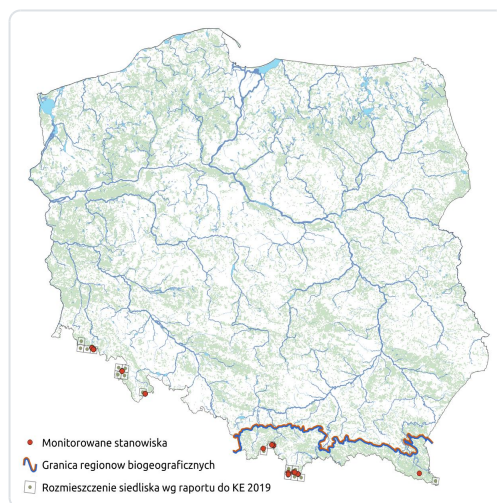 Monitorowane stanowiska
Granica regionow biogeograficznych
Rozmieszczenie siedliska wg raportu do KE 2019